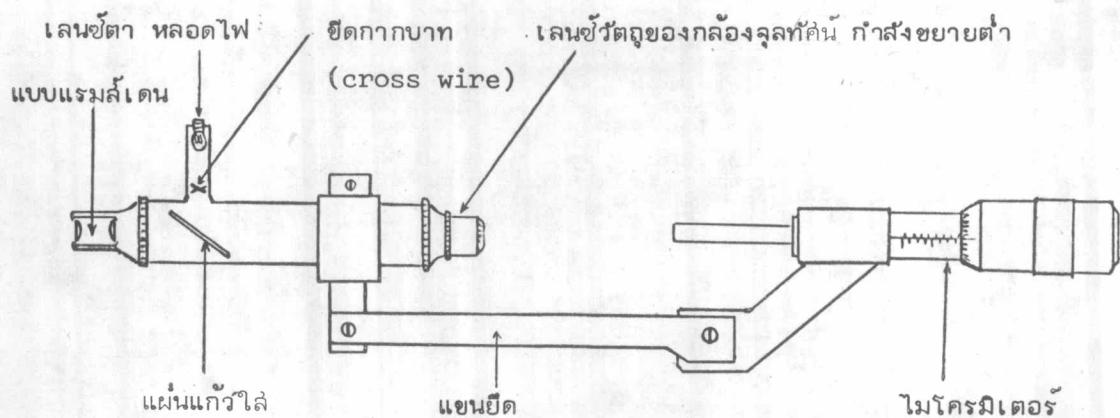 เลนซ์ตา หลอดไฟ
แบบแรมส์เดน
ขีดกากบาท
(cross wire)
เลนซ์วัตถุของกล้องจุลทัศน์ กำลังขยายต่ำ
แผ่นแก้วใส
แขนยึด
ไมโครมิเตอร์